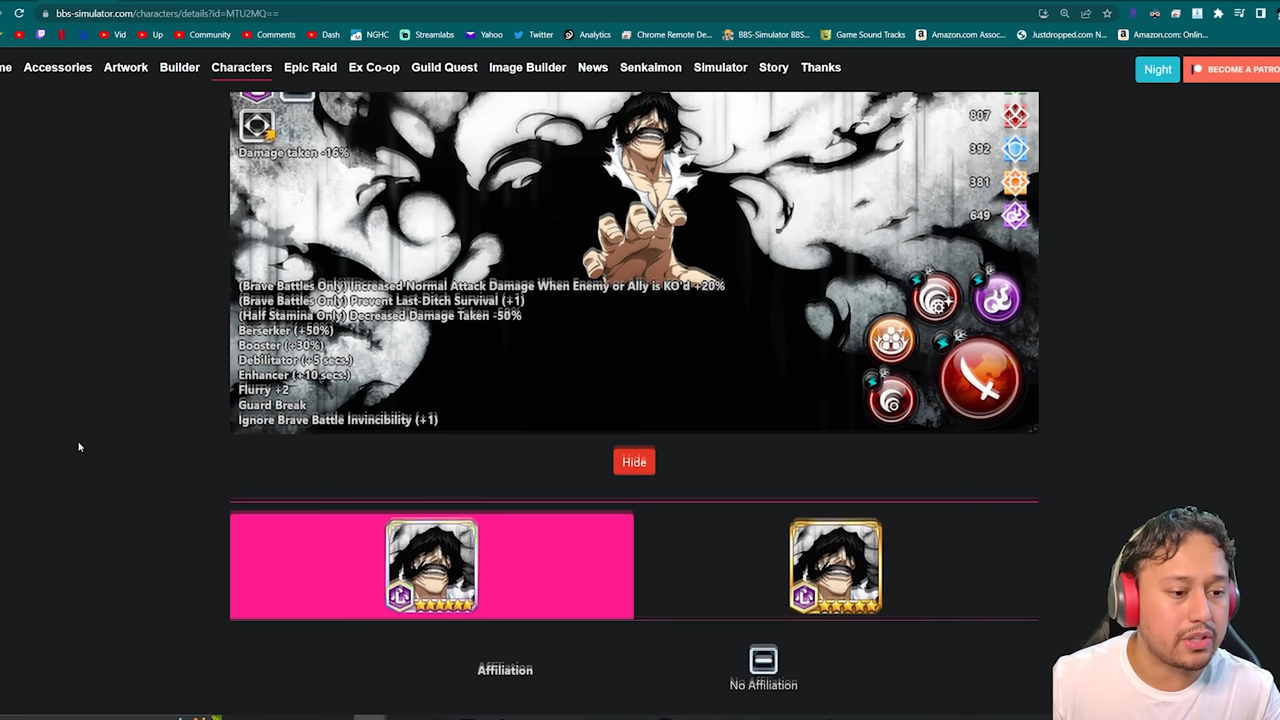 bbs-simulator.com/characters/details?id=MTU2MQ==
Vid
Up
Community
Comments
Dash
NGHC
Streamlabs
Yahoo
Twitter
Analytics
Chrome Remote De...
BBS-Simulator BBS...
Game Sound Tracks
Amazon.com Assoc...
Justdropped.com N...
Amazon.com: Onlin...
me
Accessories
Artwork
Builder
Characters
Epic Raid
Ex Co-op
Guild Quest
Image Builder
News
Senkaimon
Simulator
Story
Thanks
Night
BECOME A PATRO
807
392
381
649
Damage taken -16%
(Brave Battles Only) Increased Normal Attack Damage When Enemy or Ally is KO'd +20%
(Brave Battles Only) Prevent Last-Ditch Survival (+1)
(Half Stamina Only) Decreased Damage Taken -50%
Berserker (+50%)
Booster (+30%)
Debilitator (+5 secs.)
Enhancer (+10 secs.)
Flurry +2
Guard Break
Ignore Brave Battle Invincibility (+1)
Hide
Affiliation
No Affiliation